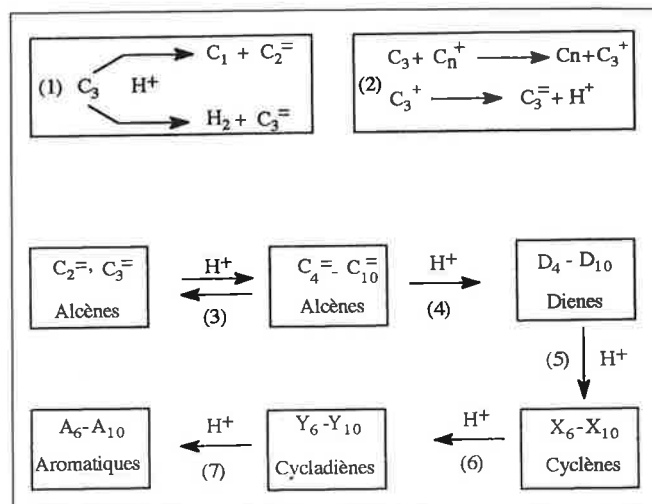 (1) C₃ H⁺
C₁ + C₂⁼
H₂ + C₃⁼
(2)
C₃ + Cn⁺ ⟶ Cn + C₃⁺
C₃⁺ ⟶ C₃⁼ + H⁺
C₂⁼, C₃⁼
Alcènes
H⁺
(3)
C₄⁼ - C₁₀⁼
Alcènes
H⁺
(4)
D₄ - D₁₀
Dienes
(5) H⁺
A₆-A₁₀
Aromatiques
H⁺
(7)
Y₆-Y₁₀
Cycladiènes
H⁺
(6)
X₆-X₁₀
Cyclènes